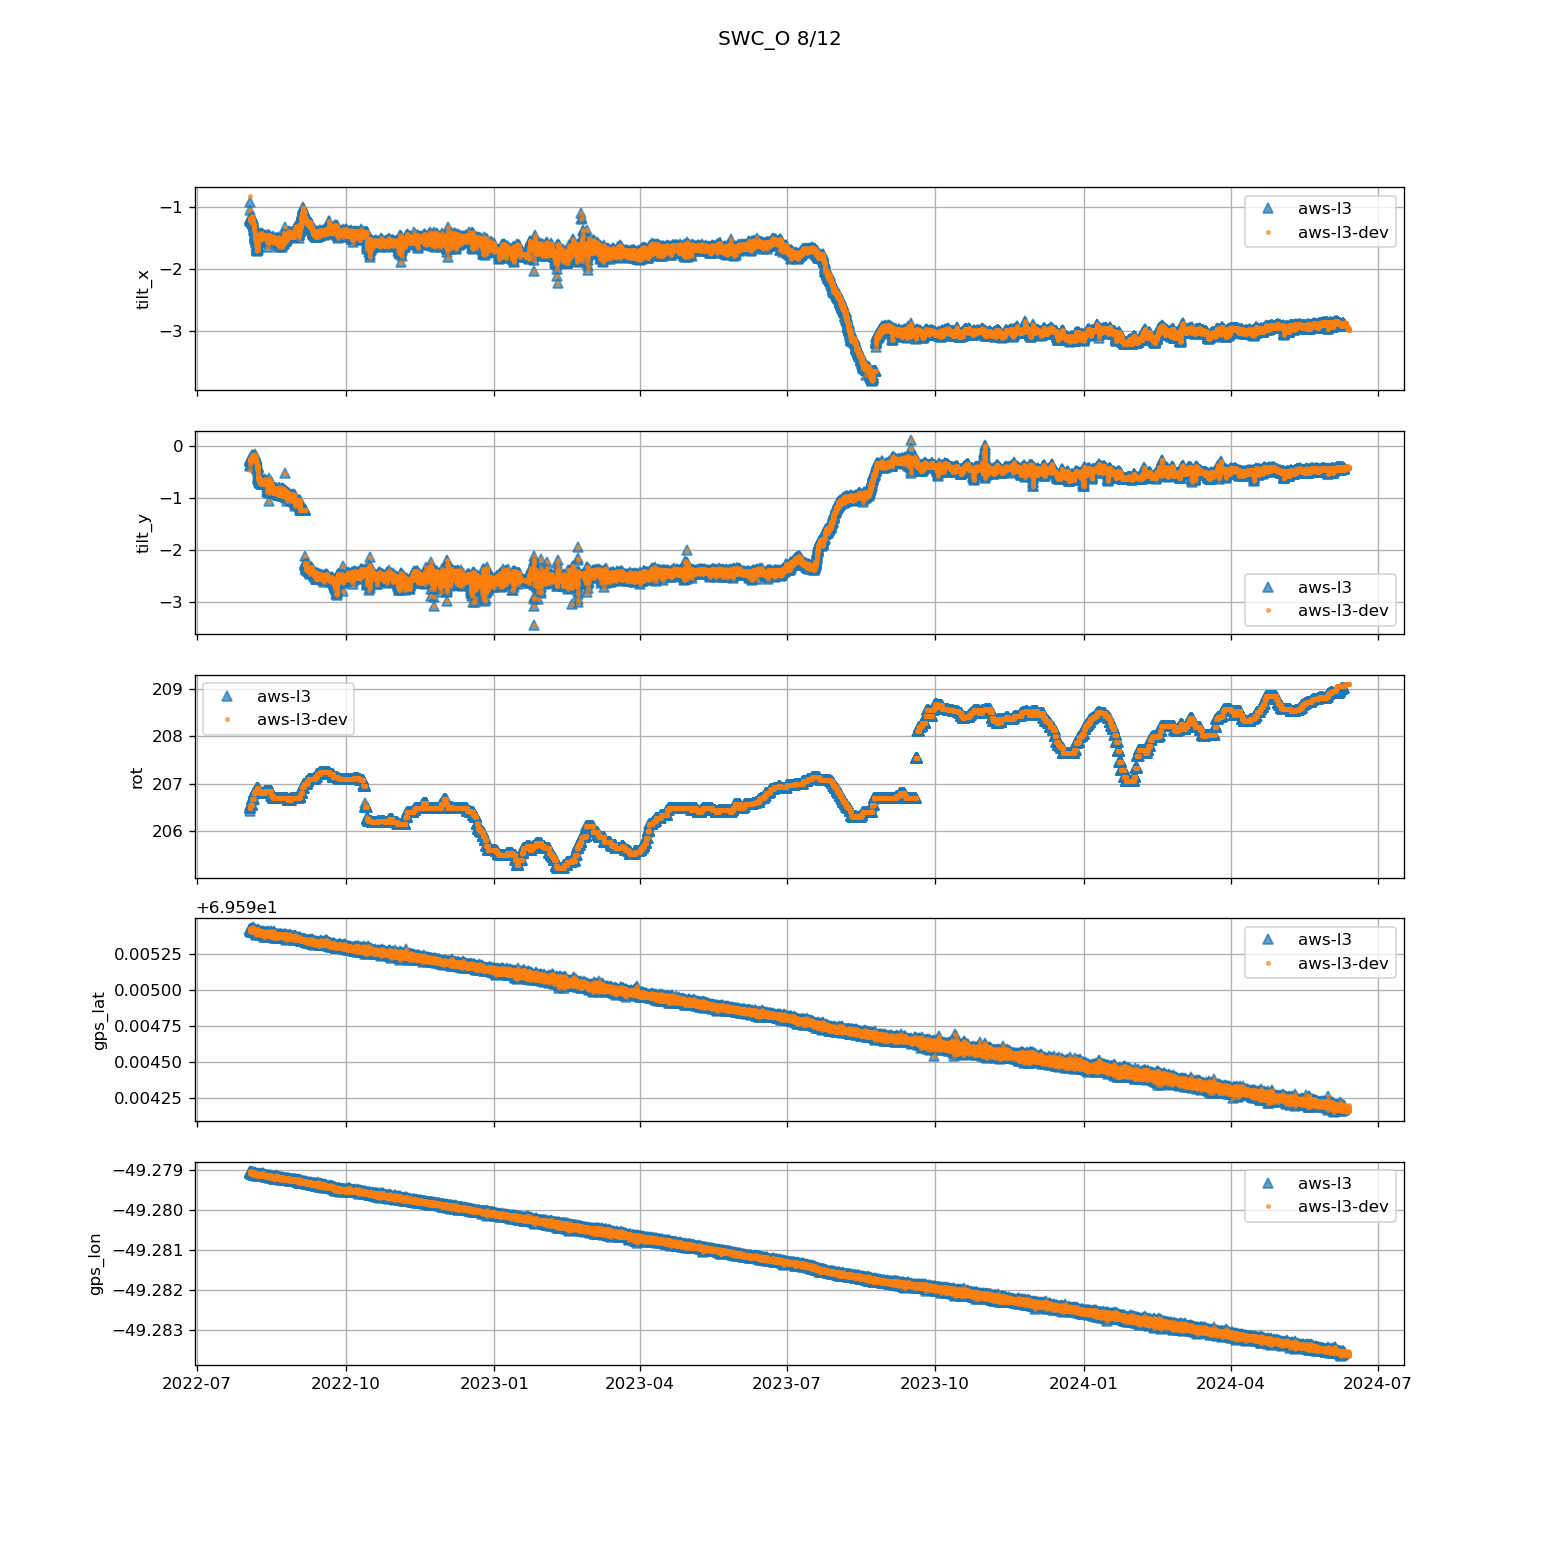 SWC_O 8/12
−1
−2
−3
tilt_x
aws-l3
aws-l3-dev
0
−1
−2
−3
tilt_y
aws-l3
aws-l3-dev
209
208
207
206
rot
aws-l3
aws-l3-dev
+6.959e1
0.00525
0.00500
0.00475
0.00450
0.00425
gps_lat
aws-l3
aws-l3-dev
−49.279
−49.280
−49.281
−49.282
−49.283
gps_lon
aws-l3
aws-l3-dev
2022-07 2022-10 2023-01 2023-04 2023-07 2023-10 2024-01 2024-04 2024-07